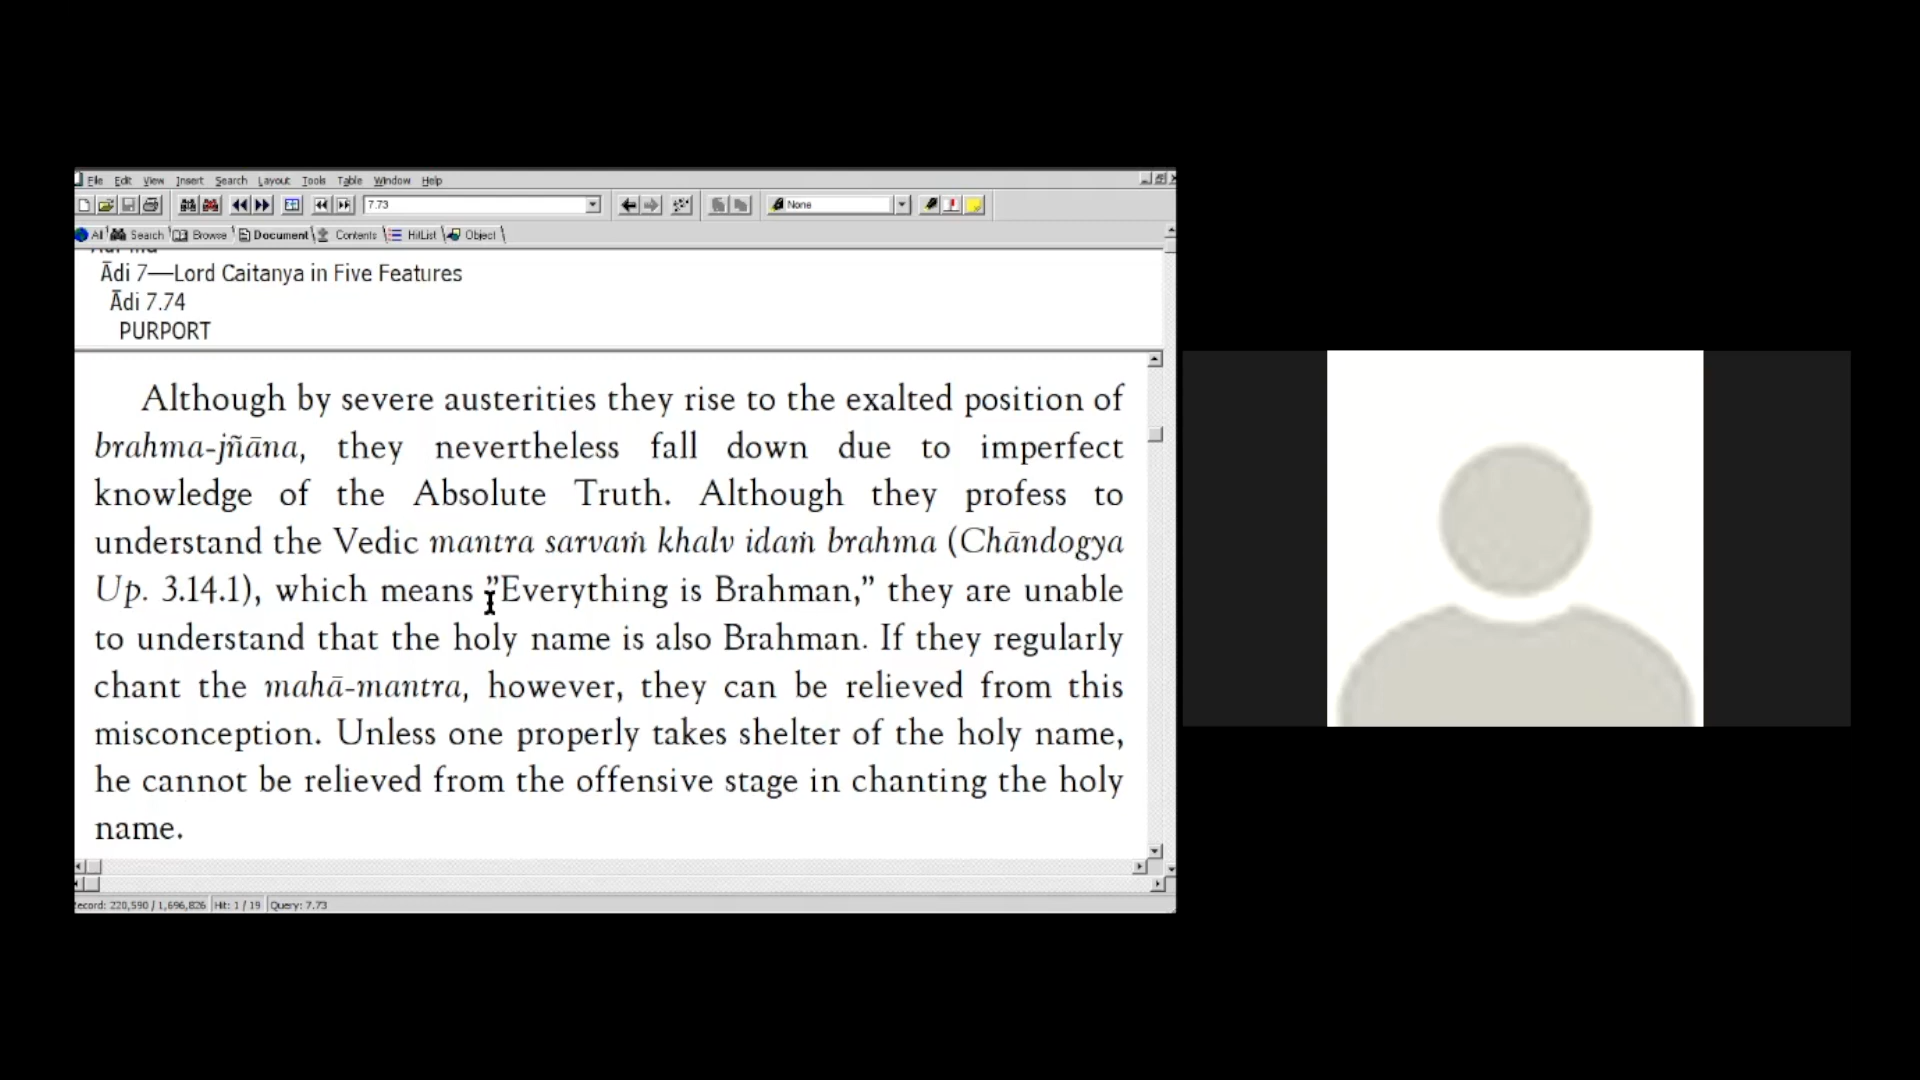 File Edit View Insert Search Layout Tools Table Window Help
7.73 None
All Search Browse Document Contents HitList Object
Ādi 7—Lord Caitanya in Five Features
Ādi 7.74
PURPORT
Although by severe austerities they rise to the exalted position of
brahma-jñāna, they nevertheless fall down due to imperfect
knowledge of the Absolute Truth. Although they profess to
understand the Vedic mantra sarvaṁ khalv idaṁ brahma (Chāndogya
Up. 3.14.1), which means ”Everything is Brahman,” they are unable
to understand that the holy name is also Brahman. If they regularly
chant the mahā-mantra, however, they can be relieved from this
misconception. Unless one properly takes shelter of the holy name,
he cannot be relieved from the offensive stage in chanting the holy
name.
ecord: 220,590 / 1,696,826 Hit: 1 / 19 Query: 7.73